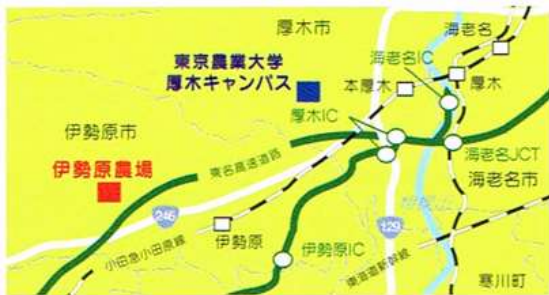 厚木市
海老名
海老名IC
東京農業大学
厚木キャンパス
本厚木
厚木
厚木IC
伊勢原市
東名高速道路
海老名JCT
伊勢原農場
海老名市
246
伊勢原
129
伊勢原IC
小田急小田原線
東海道新幹線
寒川町